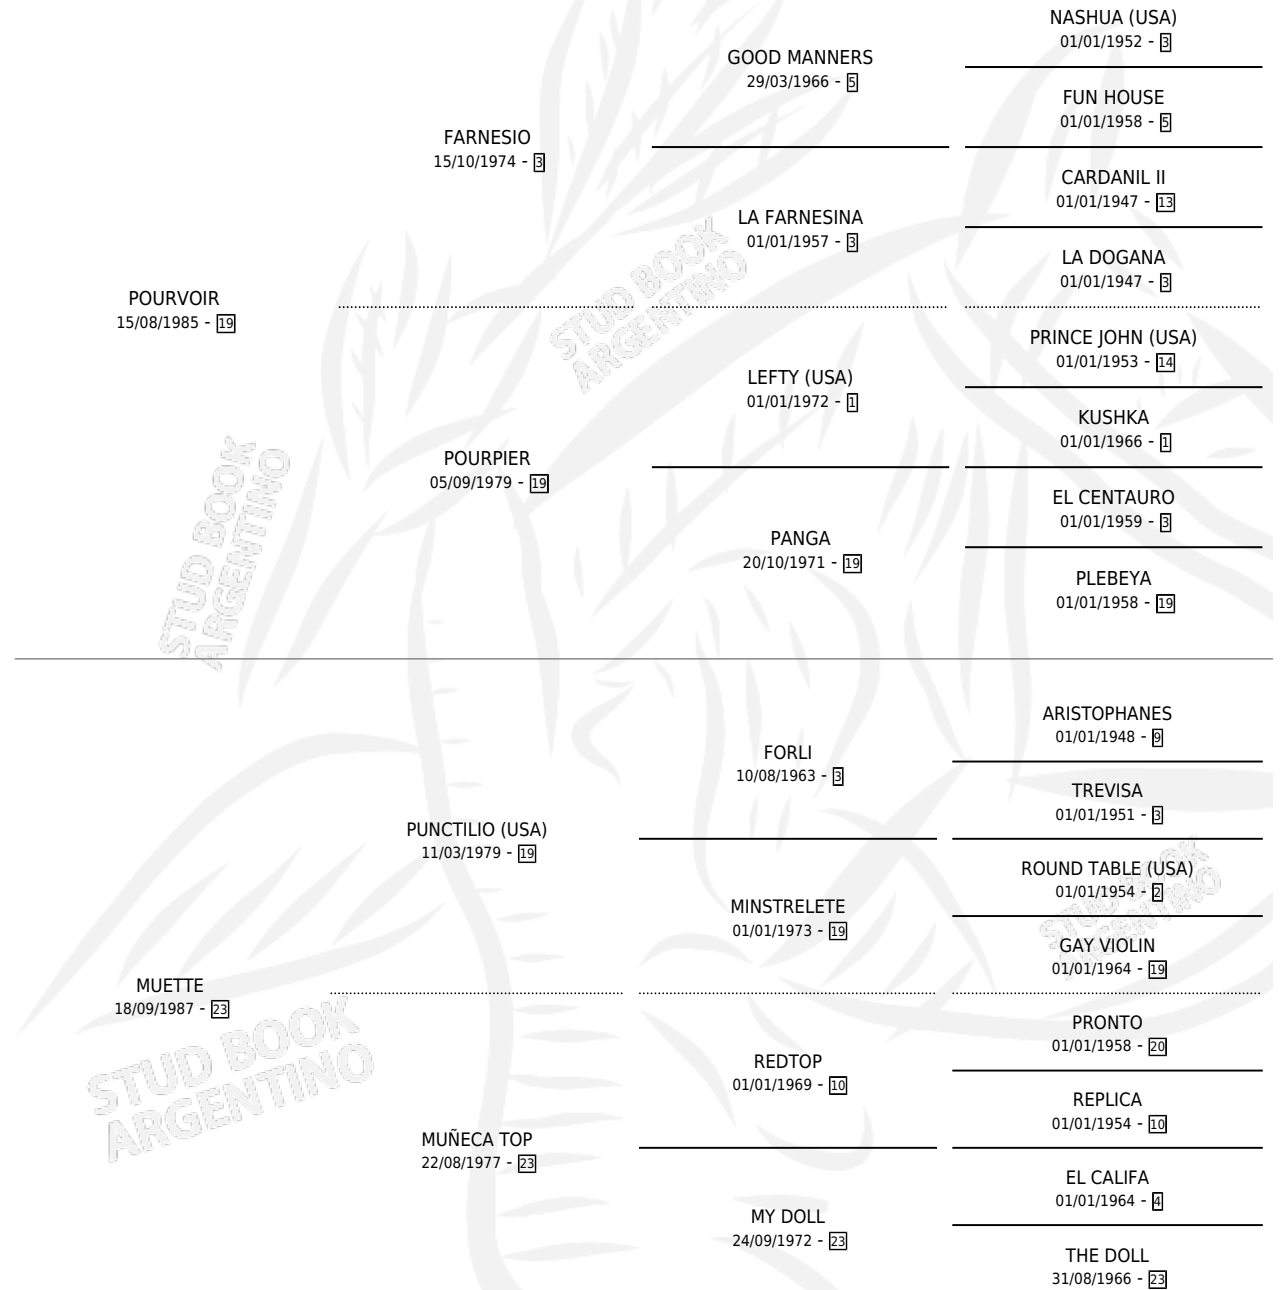 NASHUA (USA)
01/01/1952 - 3
GOOD MANNERS
29/03/1966 - 5
FUN HOUSE
01/01/1958 - 5
FARNESIO
15/10/1974 - 3
CARDANIL II
01/01/1947 - 13
LA FARNESINA
01/01/1957 - 3
LA DOGANA
01/01/1947 - 3
POURVOIR
15/08/1985 - 19
PRINCE JOHN (USA)
01/01/1953 - 14
LEFTY (USA)
01/01/1972 - 1
KUSHKA
01/01/1966 - 1
POURPIER
05/09/1979 - 19
EL CENTAURO
01/01/1959 - 3
PANGA
20/10/1971 - 19
PLEBEYA
01/01/1958 - 19
ARISTOPHANES
01/01/1948 - 9
FORLI
10/08/1963 - 3
TREVISA
01/01/1951 - 3
PUNCTILIO (USA)
11/03/1979 - 19
ROUND TABLE (USA)
01/01/1954 - 2
MINSTRELETE
01/01/1973 - 19
GAY VIOLIN
01/01/1964 - 19
MUETTE
18/09/1987 - 23
PRONTO
01/01/1958 - 20
REDTOP
01/01/1969 - 10
REPLICA
01/01/1954 - 10
MUÑECA TOP
22/08/1977 - 23
EL CALIFA
01/01/1964 - 4
MY DOLL
24/09/1972 - 23
THE DOLL
31/08/1966 - 23
STUD BOOK
ARGENTINO
STUD BOOK
ARGENTINO
STUD BOOK
ARGENTINO
STUD BOOK
ARGENTINO